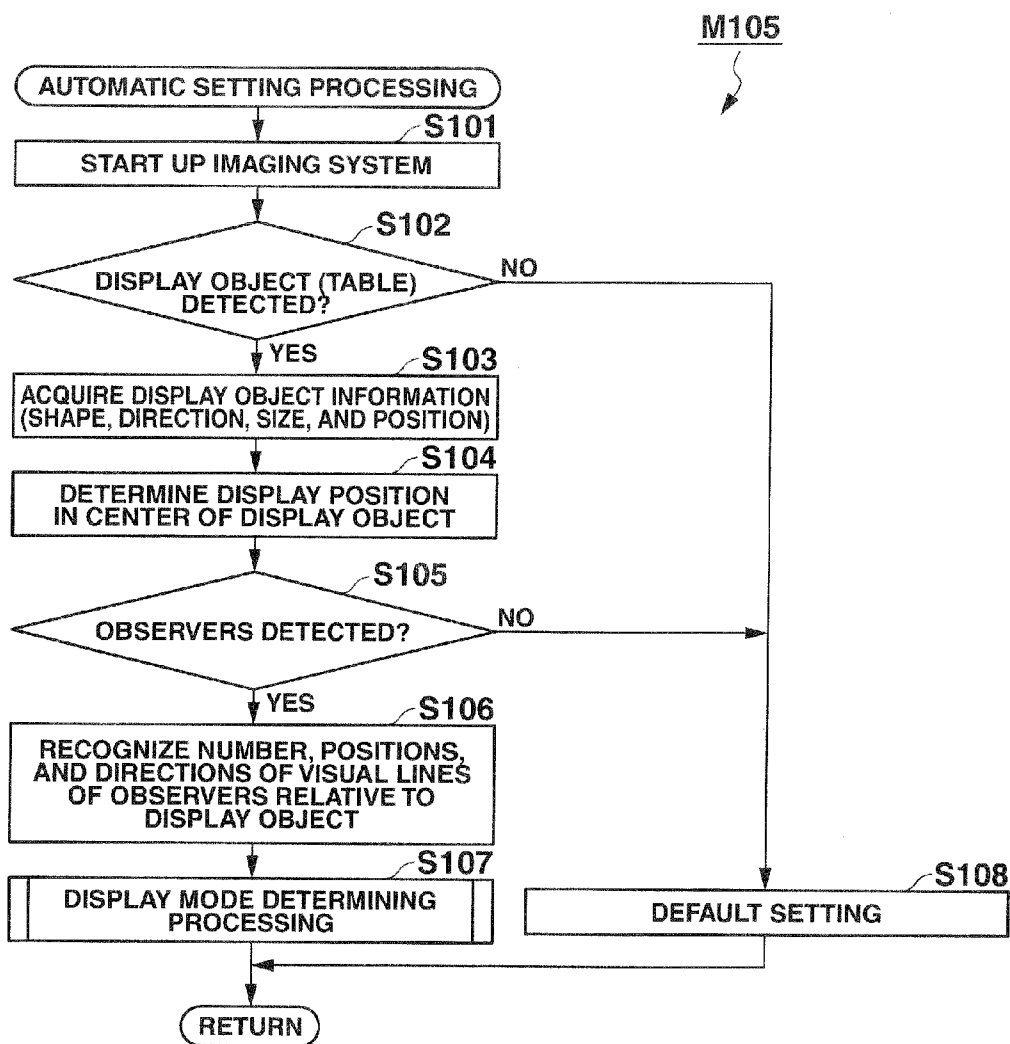 M105
AUTOMATIC SETTING PROCESSING
S101
START UP IMAGING SYSTEM
S102
DISPLAY OBJECT (TABLE)
DETECTED?
NO
YES
S103
ACQUIRE DISPLAY OBJECT INFORMATION
(SHAPE, DIRECTION, SIZE, AND POSITION)
S104
DETERMINE DISPLAY POSITION
IN CENTER OF DISPLAY OBJECT
S105
OBSERVERS DETECTED?
NO
YES
S106
RECOGNIZE NUMBER, POSITIONS,
AND DIRECTIONS OF VISUAL LINES
OF OBSERVERS RELATIVE TO
DISPLAY OBJECT
S107
DISPLAY MODE DETERMINING
PROCESSING
S108
DEFAULT SETTING
RETURN